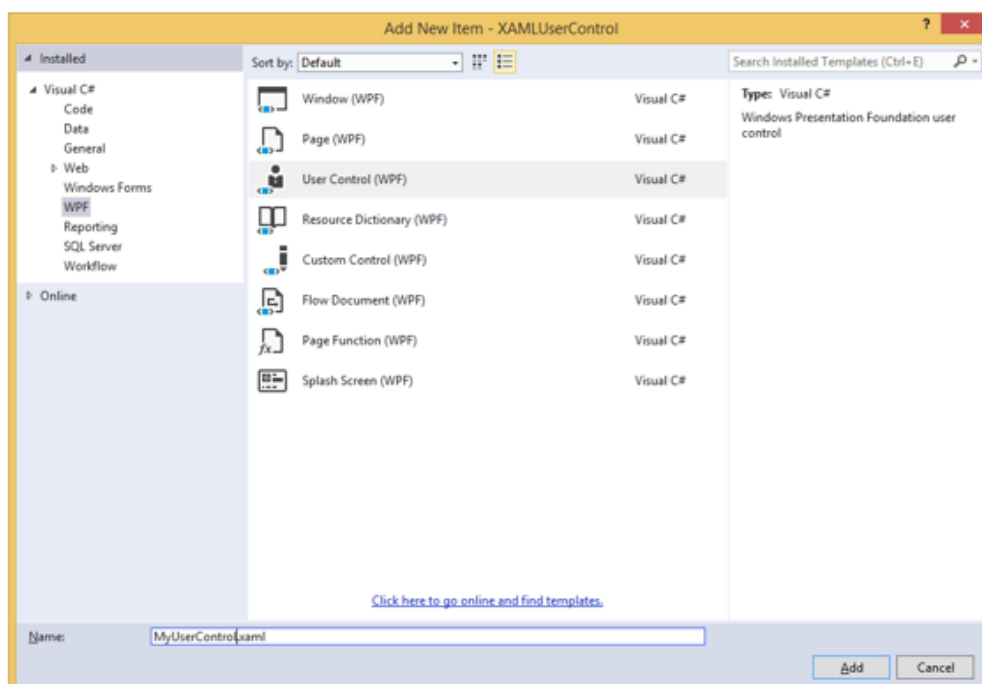 Add New Item - XAMLUserControl
? ×
Installed
Sort by: Default
Search Installed Templates (Ctrl+E)
Visual C#
Code
Data
General
Web
Windows Forms
WPF
Reporting
SQL Server
Workflow
Online
Window (WPF) Visual C#
Page (WPF) Visual C#
User Control (WPF) Visual C#
Resource Dictionary (WPF) Visual C#
Custom Control (WPF) Visual C#
Flow Document (WPF) Visual C#
Page Function (WPF) Visual C#
Splash Screen (WPF) Visual C#
Type: Visual C#
Windows Presentation Foundation user
control
Click here to go online and find templates.
Name: MyUserControl.xaml
Add Cancel